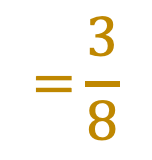 = 3/8